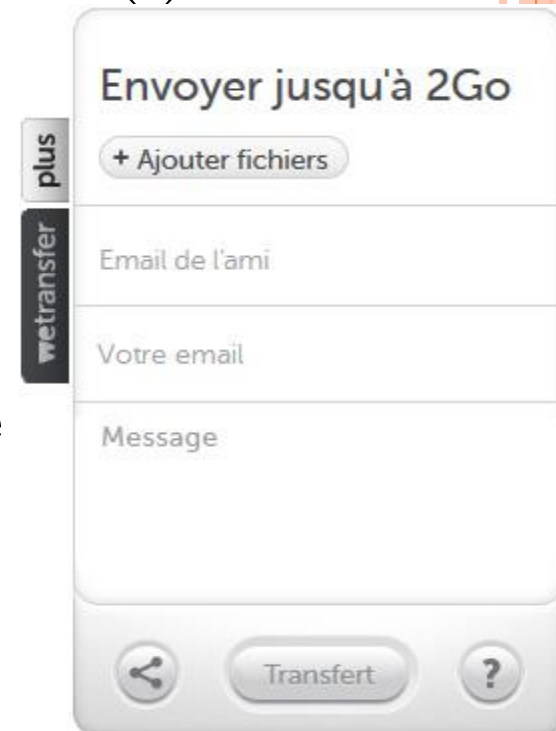 Envoyer jusqu'à 2Go
+ Ajouter fichiers
plus
wetransfer
Email de l'ami
Votre email
Message
Transfert
?